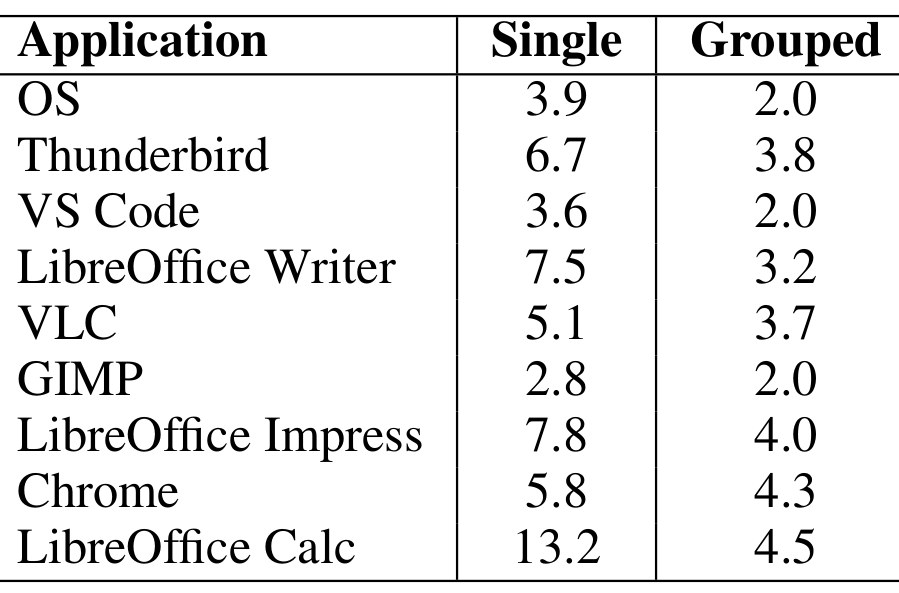 Application Single Grouped
OS 3.9 2.0
Thunderbird 6.7 3.8
VS Code 3.6 2.0
LibreOffice Writer 7.5 3.2
VLC 5.1 3.7
GIMP 2.8 2.0
LibreOffice Impress 7.8 4.0
Chrome 5.8 4.3
LibreOffice Calc 13.2 4.5